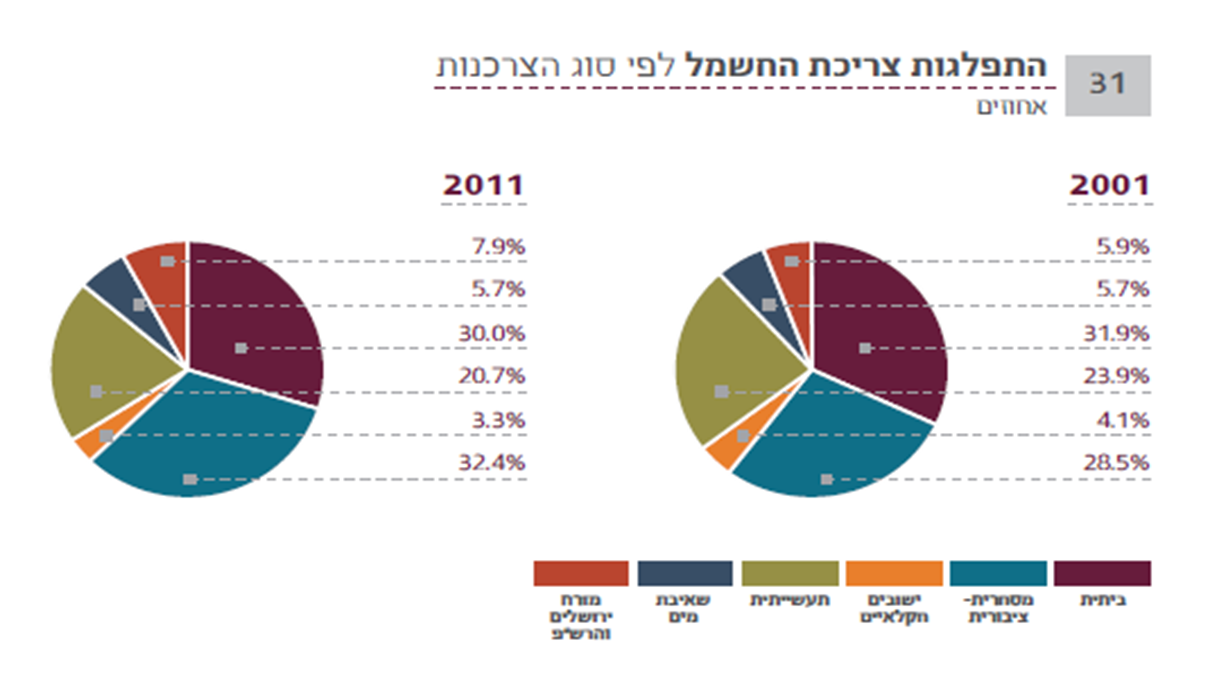 31
התפלגות צריכת החשמל לפי סוג הצרכנות
אחוזים
2001
5.9%
5.7%
31.9%
23.9%
4.1%
28.5%
2011
7.9%
5.7%
30.0%
20.7%
3.3%
32.4%
ביתית
מסחרית-
ציבורית
ישובים
חקלאיים
תעשייתית
שאיבת
מים
מזרח
ירושלים
והרש״פ